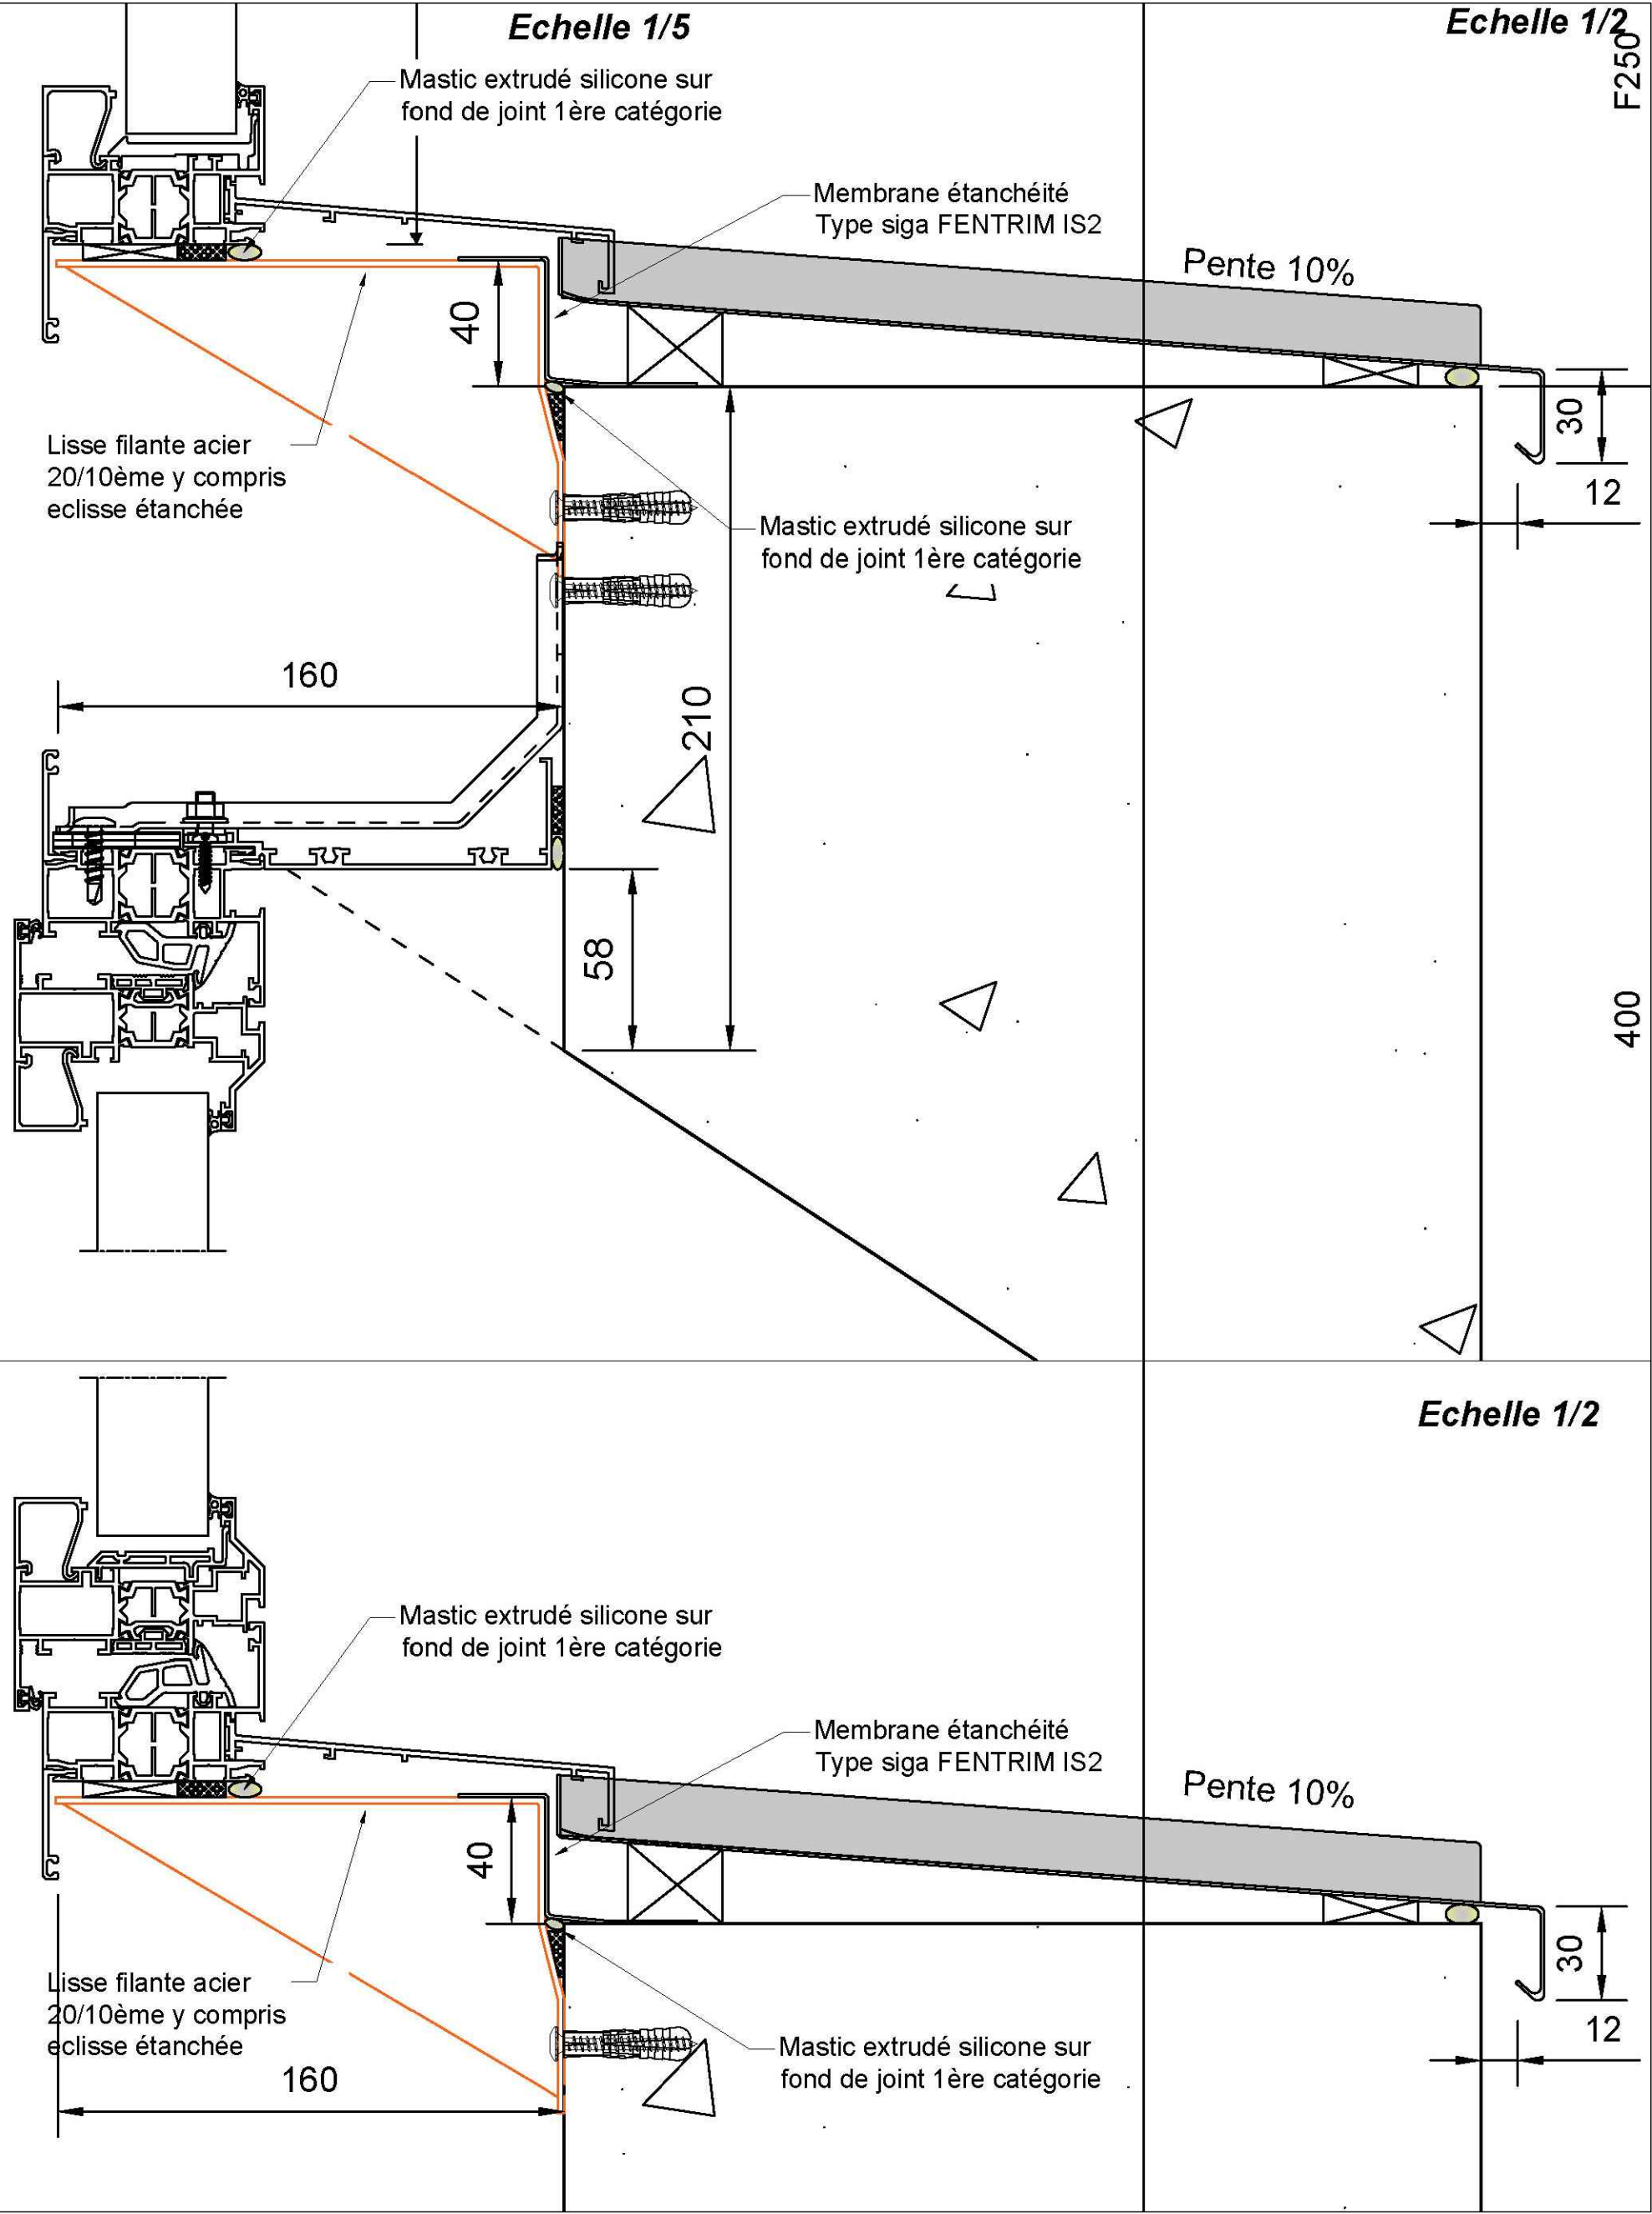 Echelle 1/5
Echelle 1/2
F250
Mastic extrudé silicone sur
fond de joint 1ère catégorie
Membrane étanchéité
Type siga FENTRIM IS2
Pente 10%
40
30
12
Lisse filante acier
20/10ème y compris
eclisse étanchée
Mastic extrudé silicone sur
fond de joint 1ère catégorie
160
210
58
400
Echelle 1/2
Mastic extrudé silicone sur
fond de joint 1ère catégorie
Membrane étanchéité
Type siga FENTRIM IS2
Pente 10%
40
30
12
Lisse filante acier
20/10ème y compris
eclisse étanchée
Mastic extrudé silicone sur
fond de joint 1ère catégorie
160